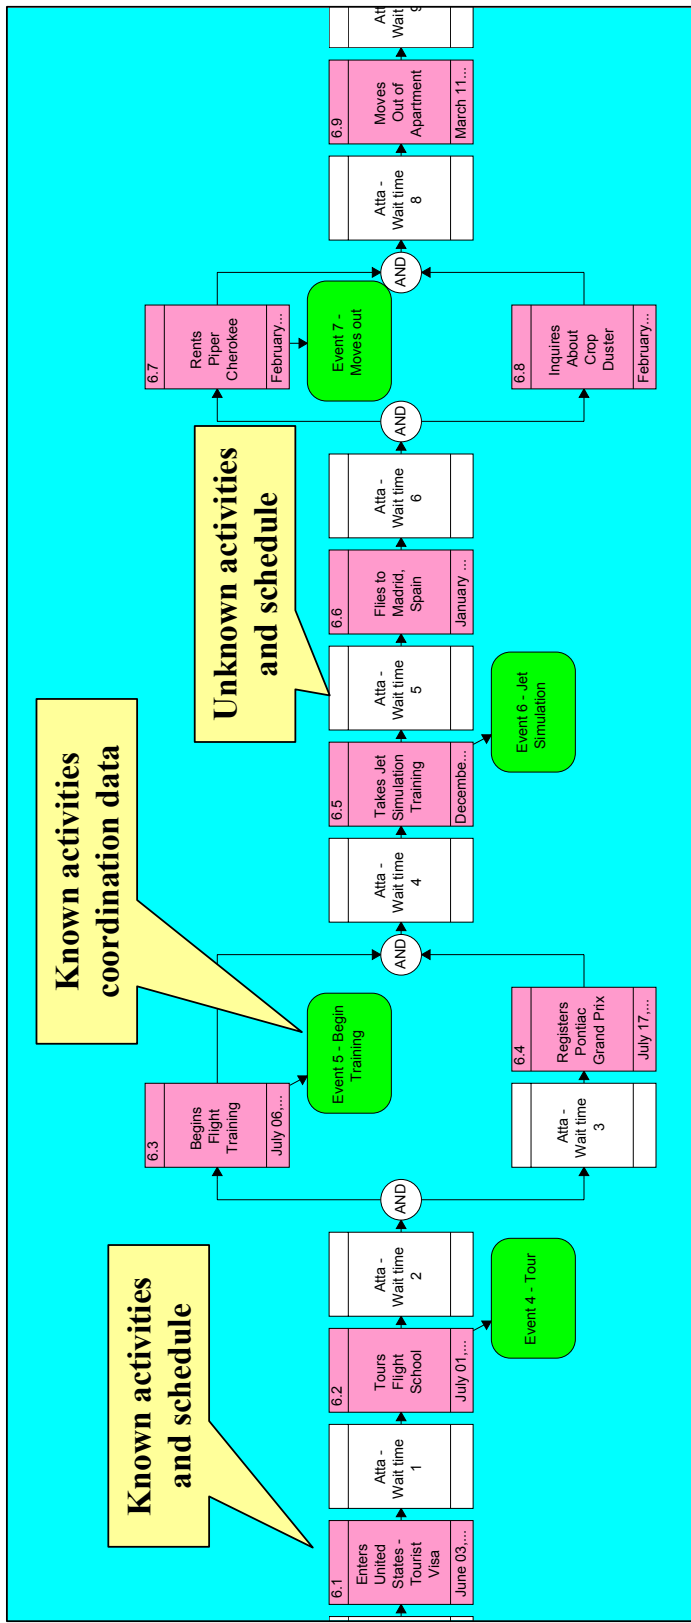 Known activities
and schedule
Known activities
coordination data
Unknown activities
and schedule
6.1
Enters
United
States -
Tourist
Visa
June 03,...
Atta -
Wait time
1
6.2
Tours
Flight
School
July 01,...
Event 4 - Tour
Atta -
Wait time
2
AND
6.3
Begins
Flight
Training
July 06,...
Event 5 - Begin
Training
Atta -
Wait time
3
6.4
Registers
Pontiac
Grand Prix
July 17,...
AND
Atta -
Wait time
4
6.5
Takes Jet
Simulation
Training
Decembe...
Event 6 - Jet
Simulation
Atta -
Wait time
5
6.6
Flies to
Madrid,
Spain
January ...
Atta -
Wait time
6
AND
6.7
Rents
Piper
Cherokee
February...
Event 7 -
Moves out
6.8
Inquires
About
Crop
Duster
February...
AND
Atta -
Wait time
8
6.9
Moves
Out of
Apartment
March 11...
Atta -
Wait